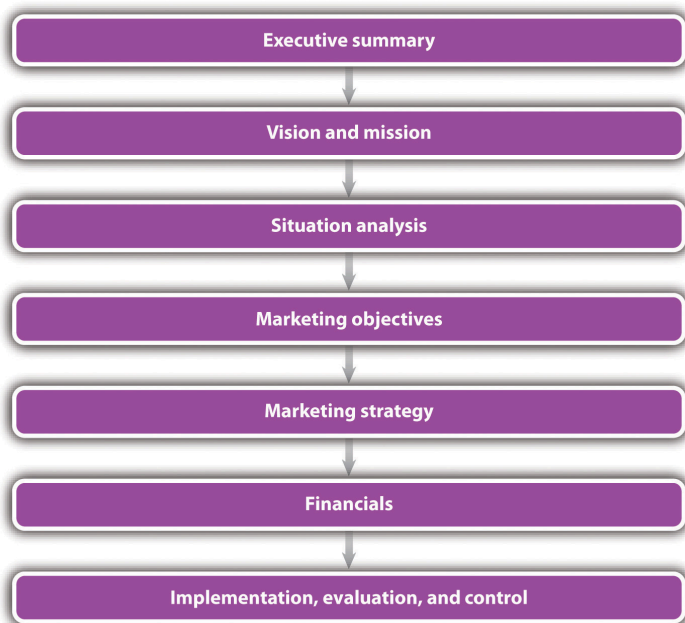 Executive summary
Vision and mission
Situation analysis
Marketing objectives
Marketing strategy
Financials
Implementation, evaluation, and control